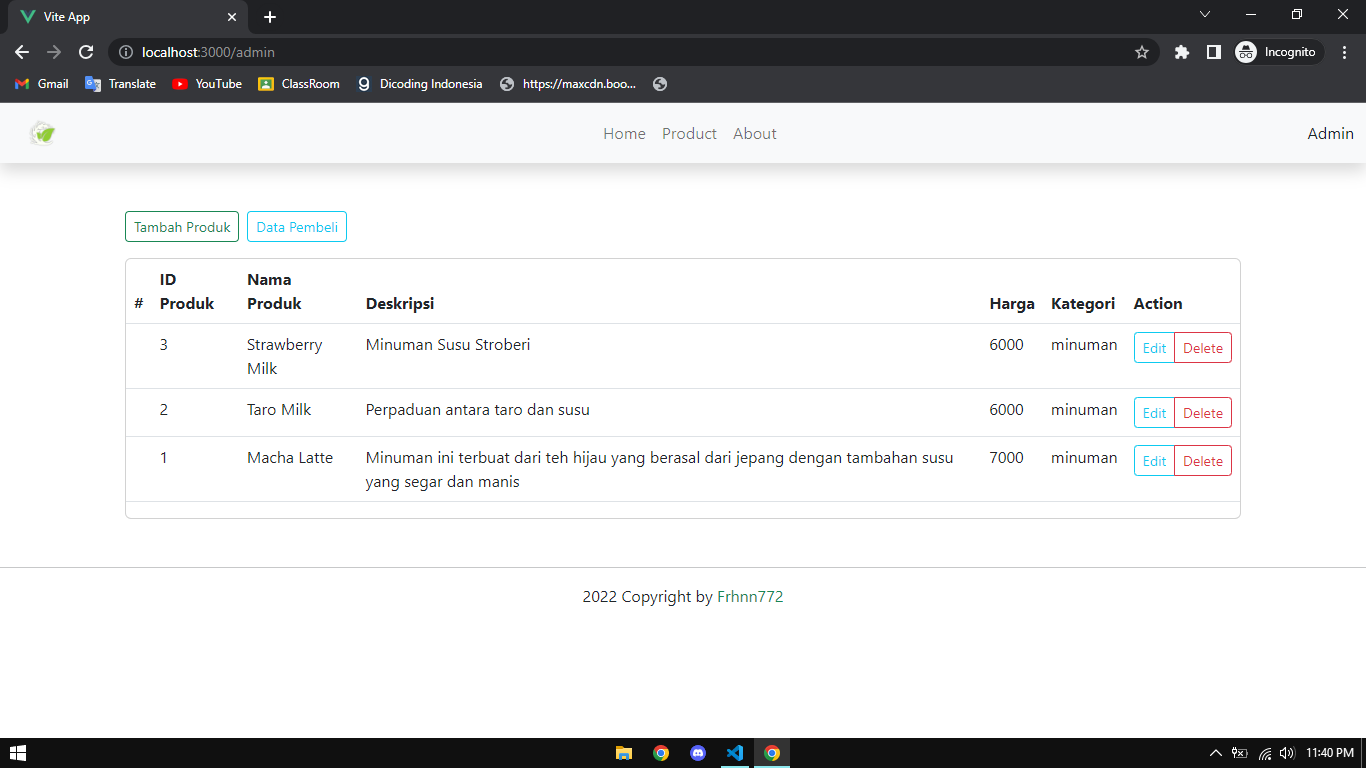 Vite App
localhost:3000/admin
Incognito
Gmail
Translate
YouTube
ClassRoom
Dicoding Indonesia
https://maxcdn.boo...
Home Product About
Admin
Tambah Produk
Data Pembeli
# ID Produk Nama Produk Deskripsi Harga Kategori Action
3 Strawberry Milk Minuman Susu Stroberi 6000 minuman Edit Delete
2 Taro Milk Perpaduan antara taro dan susu 6000 minuman Edit Delete
1 Macha Latte Minuman ini terbuat dari teh hijau yang berasal dari jepang dengan tambahan susu yang segar dan manis 7000 minuman Edit Delete
2022 Copyright by Frhnn772
11:40 PM